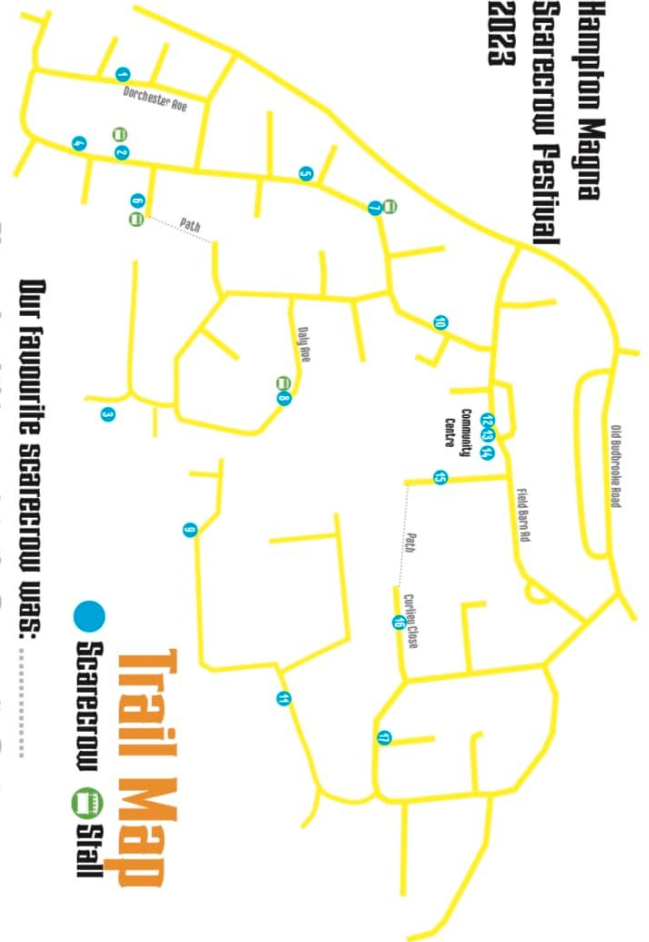 Hampton Magna
Scarecrow Festival
2023
Old Budbrooke Road
Field Barn Rd
12 13 14
Community
Centre
10
15
7
Path
Curlieu Close
16
17
5
Daly Ave
8
11
Path
Dorchester Ave
1
2
6
4
9
3
Trail Map
Scarecrow
Stall
Our favourite scarecrow was: ..............